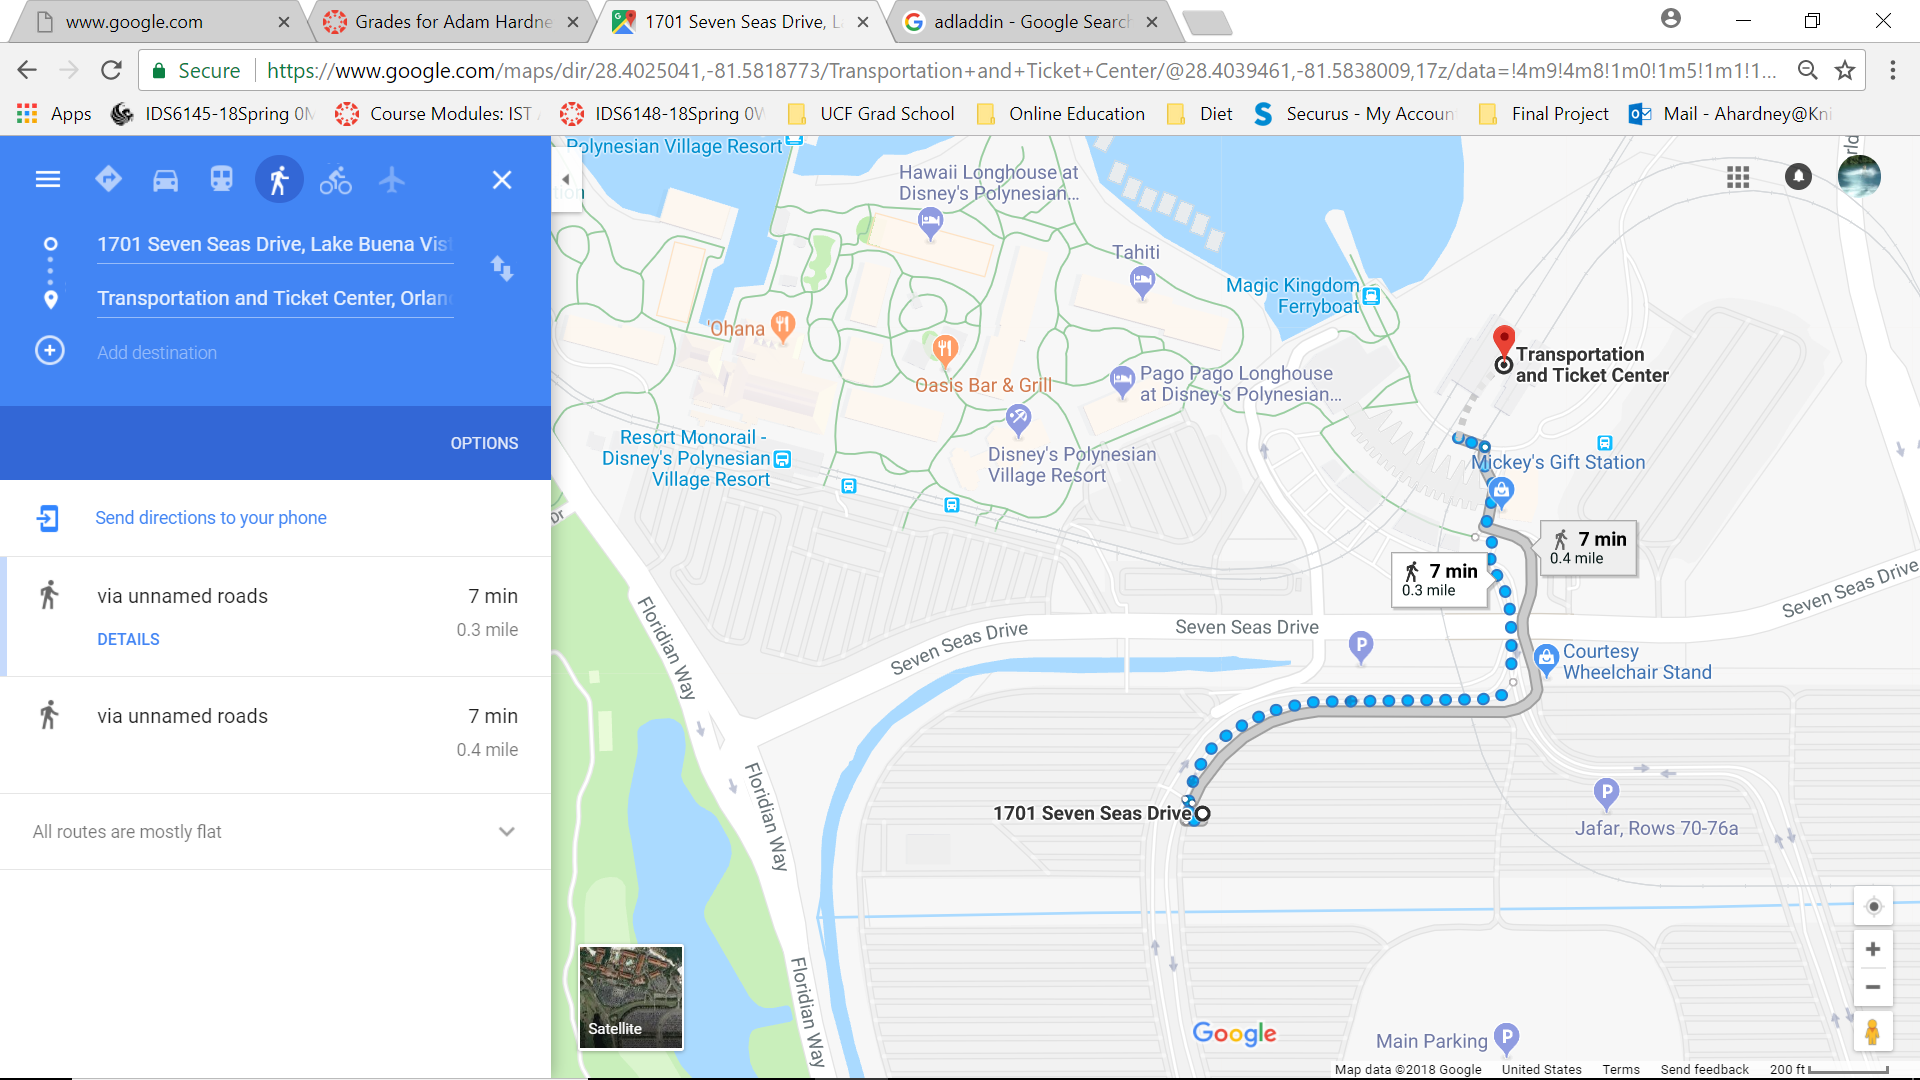 www.google.com
Grades for Adam Hardne
1701 Seven Seas Drive, L
adladdin - Google Search
Secure
https://www.google.com/maps/dir/28.4025041,-81.5818773/Transportation+and+Ticket+Center/@28.4039461,-81.5838009,17z/data=!4m9!4m8!1m0!1m5!1m1!1...
Apps
IDS6145-18Spring 0M
Course Modules: IST
IDS6148-18Spring 0W
UCF Grad School
Online Education
Diet
Securus - My Accoun
Final Project
Mail - Ahardney@Kni
1701 Seven Seas Drive, Lake Buena Vist
Transportation and Ticket Center, Orlan
Add destination
OPTIONS
Send directions to your phone
via unnamed roads
7 min
DETAILS
0.3 mile
via unnamed roads
7 min
0.4 mile
All routes are mostly flat
Polynesian Village Resort
Hawaii Longhouse at
Disney's Polynesian...
Tahiti
Magic Kingdom
Ferryboat
'Ohana
Oasis Bar & Grill
Pago Pago Longhouse
at Disney's Polynesian...
Transportation
and Ticket Center
Resort Monorail -
Disney's Polynesian
Village Resort
Disney's Polynesian
Village Resort
Mickey's Gift Station
7 min
0.4 mile
7 min
0.3 mile
Dr
Floridian Way
Seven Seas Drive
Seven Seas Drive
Seven Seas Drive
P
Courtesy
Wheelchair Stand
Floridian Way
1701 Seven Seas Drive
P
Jafar, Rows 70-76a
Floridian Way
Satellite
Google
Main Parking
P
Map data ©2018 Google
United States
Terms
Send feedback
200 ft